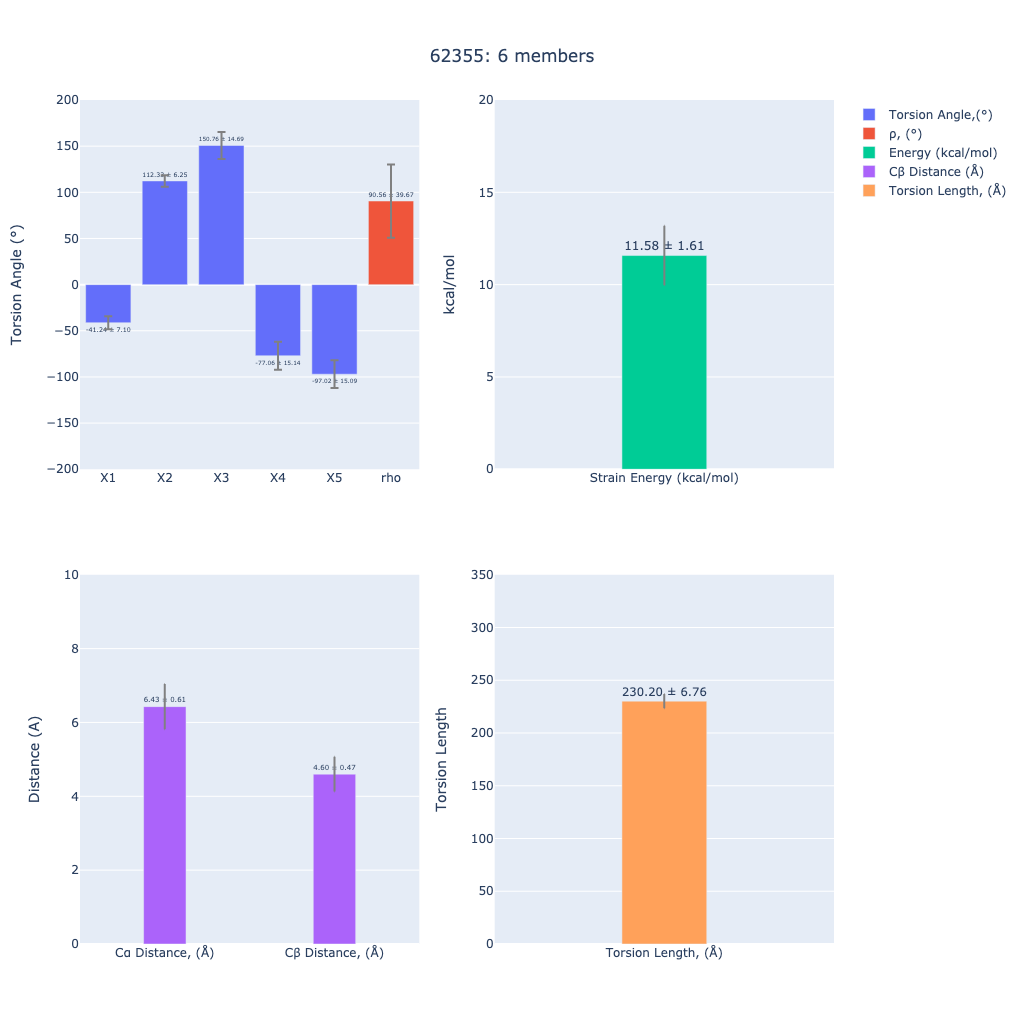 62355: 6 members
Torsion Angle (°)
200
150
100
50
0
−50
−100
−150
−200
-41.24 ± 7.10
112.38 ± 6.25
150.76 ± 14.69
-77.06 ± 15.14
-97.02 ± 15.09
90.56 ± 39.67
X1
X2
X3
X4
X5
rho
kcal/mol
20
15
10
5
0
11.58 ± 1.61
Strain Energy (kcal/mol)
Torsion Angle,(°)
ρ, (°)
Energy (kcal/mol)
Cβ Distance (Å)
Torsion Length, (Å)
Distance (A)
10
8
6
4
2
0
6.43 ± 0.61
4.60 ± 0.47
Cα Distance, (Å)
Cβ Distance, (Å)
Torsion Length
350
300
250
200
150
100
50
0
230.20 ± 6.76
Torsion Length, (Å)